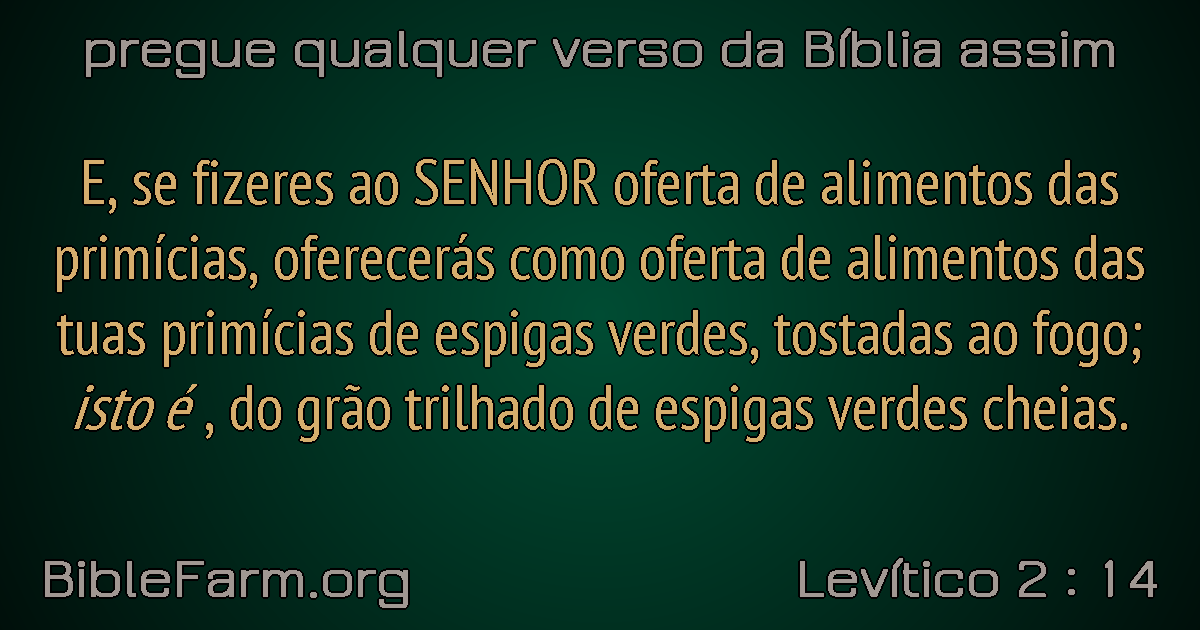 pregue qualquer verso da Bíblia assim
E, se fizeres ao SENHOR oferta de alimentos das
primícias, oferecerás como oferta de alimentos das
tuas primícias de espigas verdes, tostadas ao fogo;
isto é , do grão trilhado de espigas verdes cheias.
BibleFarm.org
Levítico 2 : 14